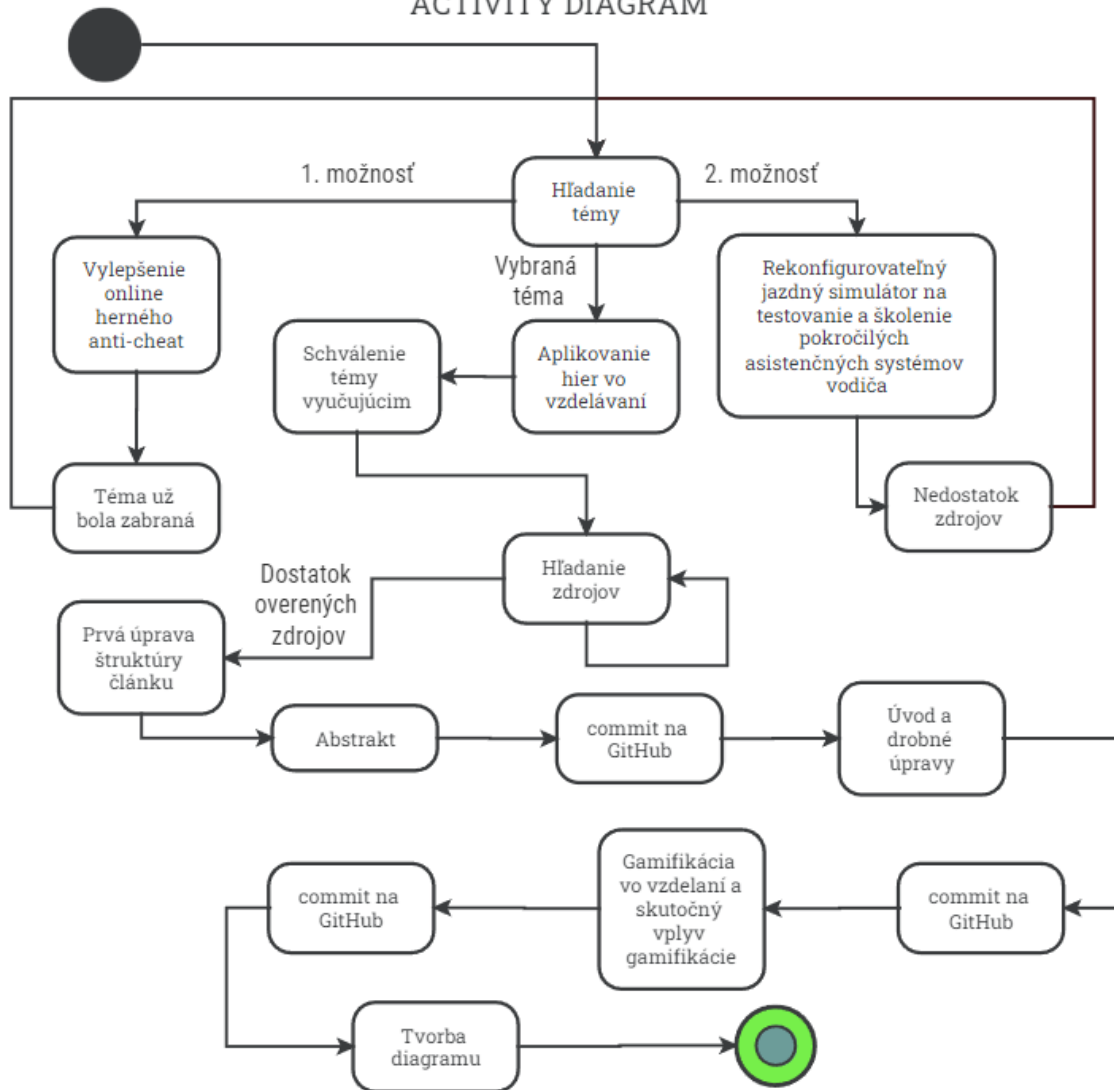 ACTIVITY DIAGRAM
1. možnosť
2. možnosť
Hľadanie
témy
Vylepšenie
online
herného
anti-cheat
Vybraná
téma
Rekonfigurovateľný
jazdný simulátor na
testovanie a školenie
pokročilých
asistenčných systémov
vodiča
Schválenie
témy
vyučujúcim
Aplikovanie
hier vo
vzdelávaní
Téma už
bola zabraná
Nedostatok
zdrojov
Hľadanie
zdrojov
Dostatok
overených
zdrojov
Prvá úprava
štruktúry
článku
Abstrakt
commit na
GitHub
Úvod a
drobné
úpravy
commit na
GitHub
Gamifikácia
vo vzdelaní a
skutočný
vplyv
gamifikácie
commit na
GitHub
Tvorba
diagramu